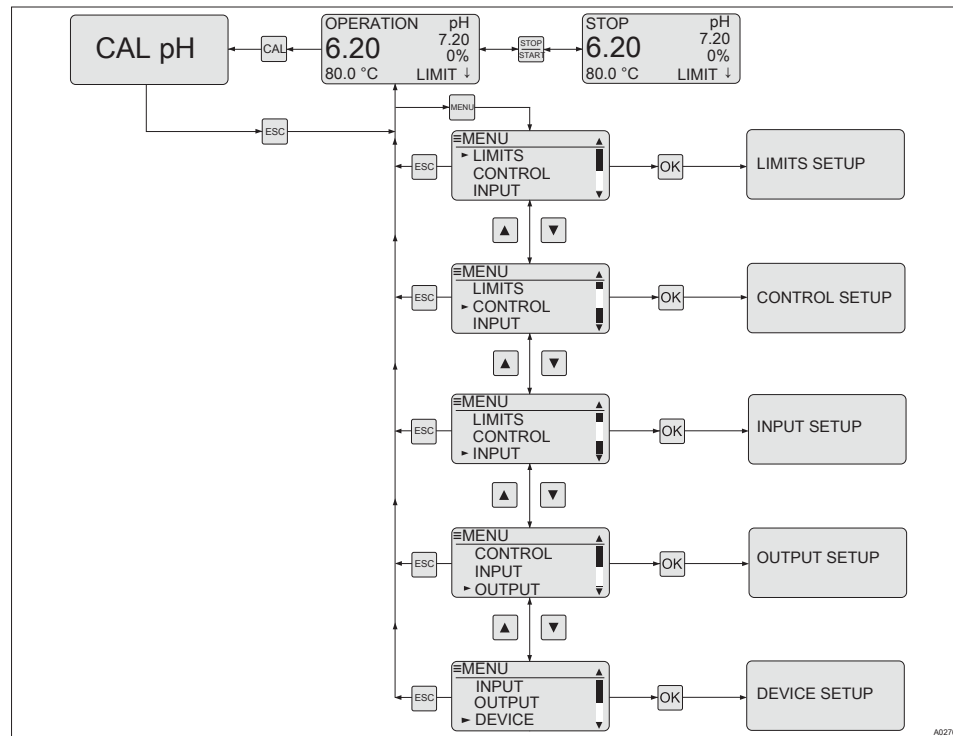 CAL pH
CAL
OPERATION pH
6.20 7.20
0%
80.0 °C LIMIT ↓
STOP
START
STOP pH
6.20 7.20
0%
80.0 °C LIMIT ↓
MENU
ESC
≡MENU ▲
► LIMITS
CONTROL
INPUT ▼
ESC
OK
LIMITS SETUP
▲ ▼
≡MENU ▲
LIMITS
► CONTROL
INPUT ▼
ESC
OK
CONTROL SETUP
▲ ▼
≡MENU ▲
LIMITS
CONTROL
► INPUT ▼
ESC
OK
INPUT SETUP
▲ ▼
≡MENU ▲
CONTROL
INPUT
► OUTPUT ▼
ESC
OK
OUTPUT SETUP
▲ ▼
≡MENU ▲
INPUT
OUTPUT
► DEVICE ▼
ESC
OK
DEVICE SETUP